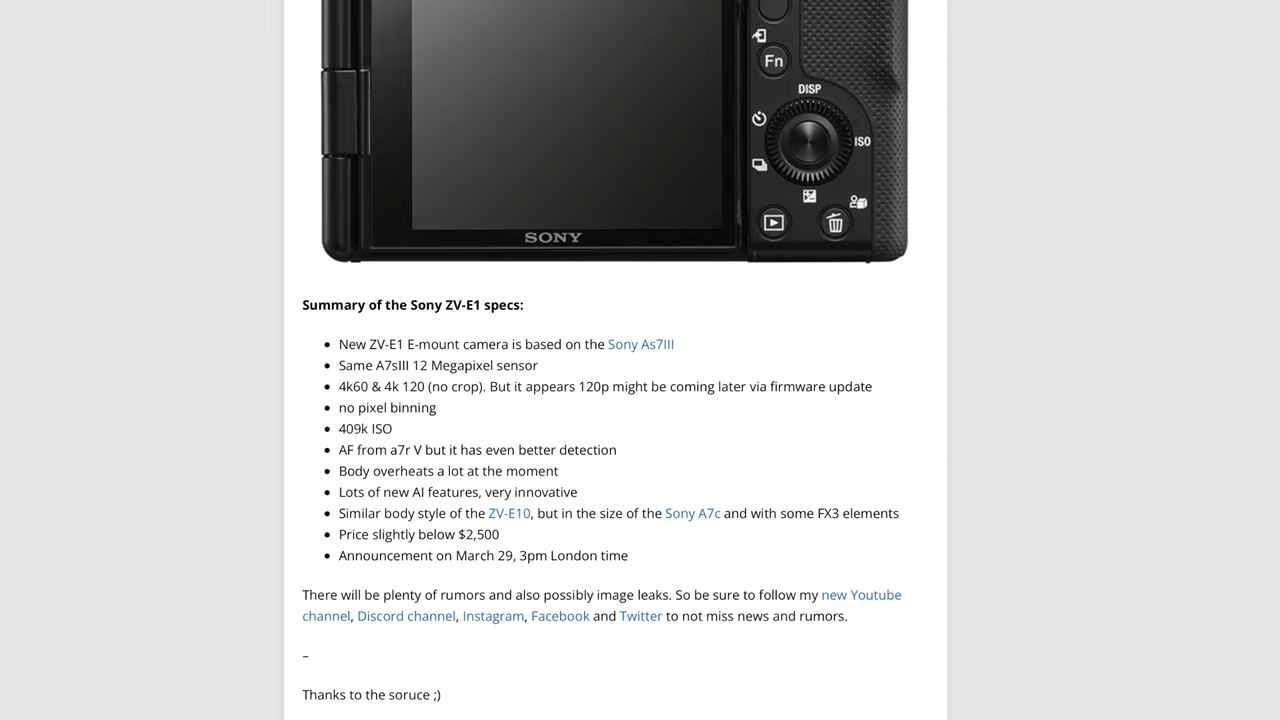 Fn
DISP
ISO
SONY
Summary of the Sony ZV-E1 specs:
New ZV-E1 E-mount camera is based on the Sony As7III
Same A7sIII 12 Megapixel sensor
4k60 & 4k 120 (no crop). But it appears 120p might be coming later via firmware update
no pixel binning
409k ISO
AF from a7r V but it has even better detection
Body overheats a lot at the moment
Lots of new AI features, very innovative
Similar body style of the ZV-E10, but in the size of the Sony A7c and with some FX3 elements
Price slightly below $2,500
Announcement on March 29, 3pm London time
There will be plenty of rumors and also possibly image leaks. So be sure to follow my new Youtube
channel, Discord channel, Instagram, Facebook and Twitter to not miss news and rumors.
–
Thanks to the soruce ;)